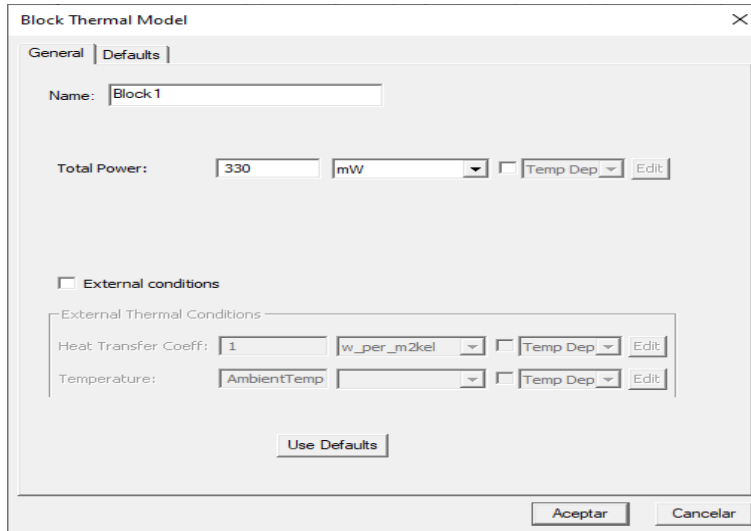 Block Thermal Model
General Defaults
Name: Block1
Total Power: 330 mW Temp Dep Edit
External conditions
External Thermal Conditions
Heat Transfer Coeff: 1 w_per_m2kel Temp Dep Edit
Temperature: AmbientTemp Temp Dep Edit
Use Defaults
Aceptar Cancelar